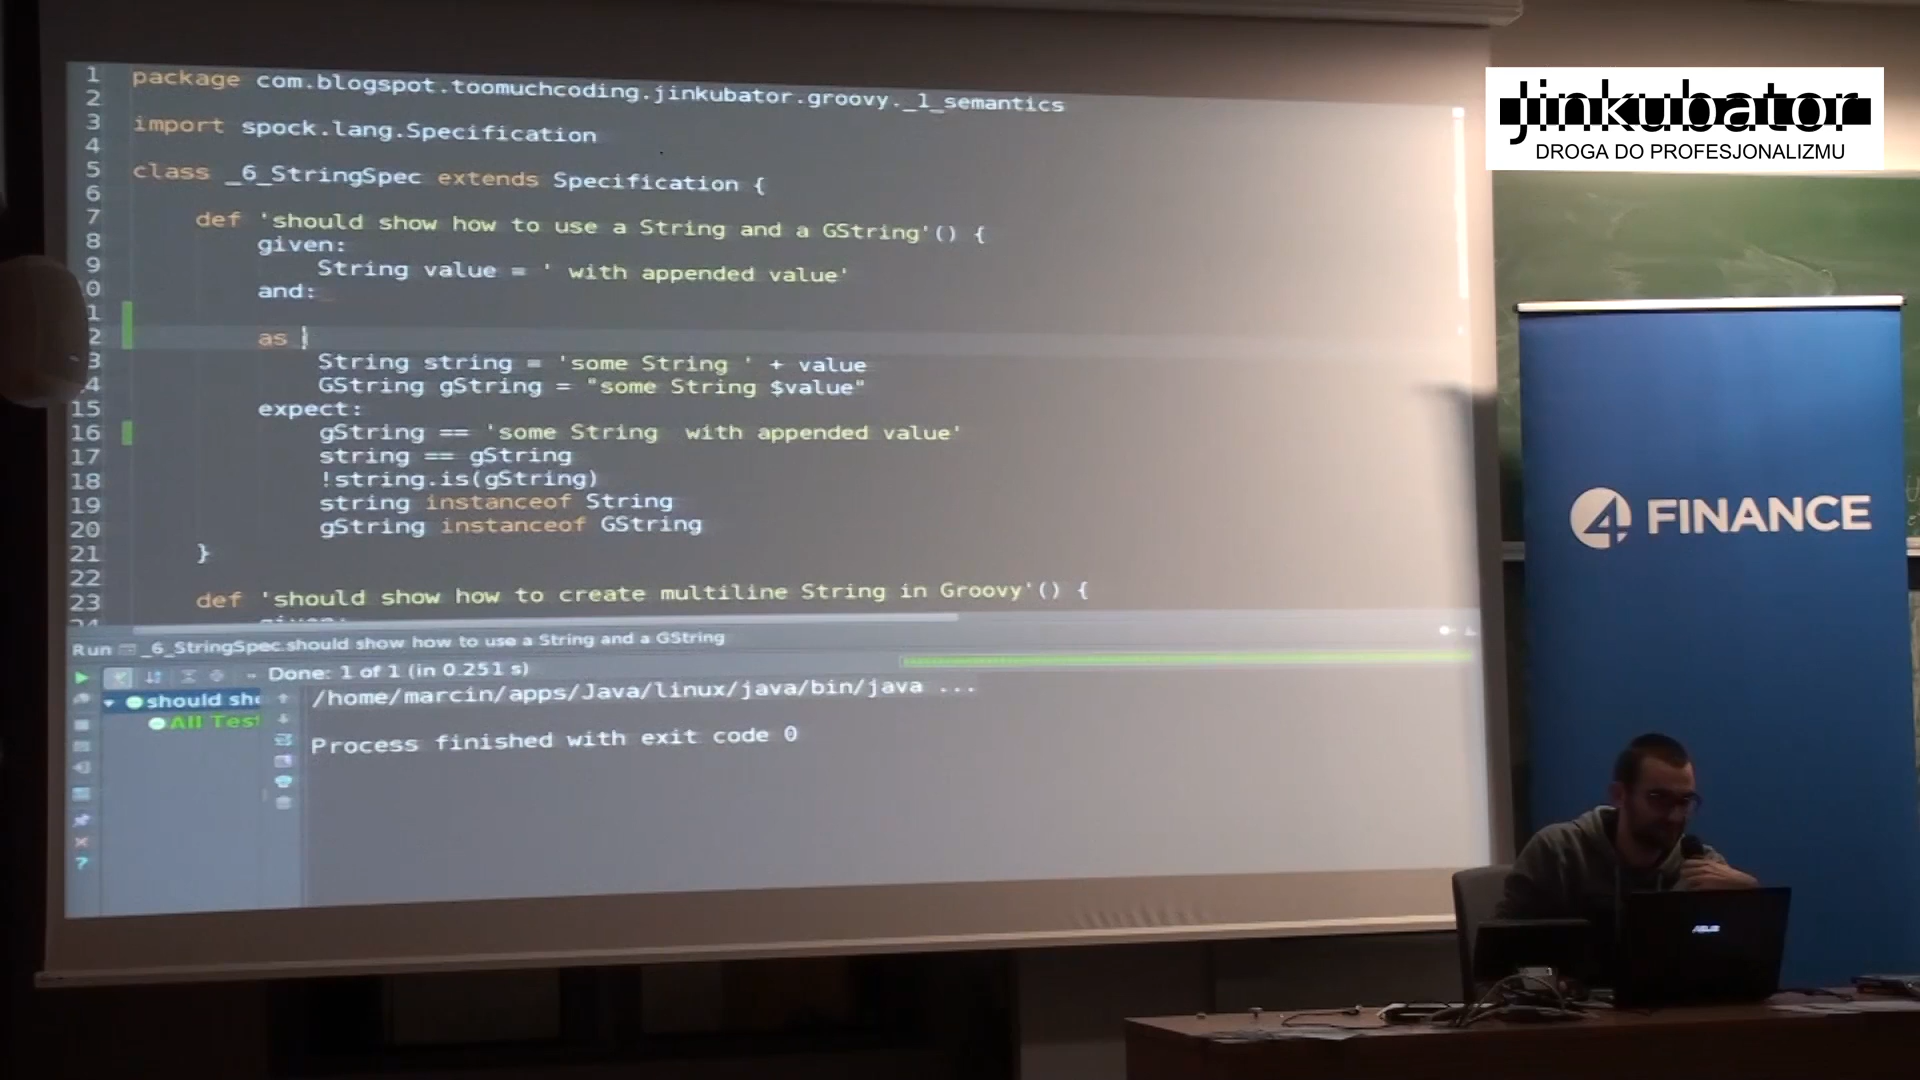 1 package com.blogspot.toomuchcoding.jinkubator.groovy._1_semantics
2
3 import spock.lang.Specification
4
5 class _6_StringSpec extends Specification {
6
7 def 'should show how to use a String and a GString'() {
8 given:
9 String value = ' with appended value'
0 and:
1
2 as
3 String string = 'some String ' + value
4 GString gString = "some String $value"
15 expect:
16 gString == 'some String  with appended value'
17 string == gString
18 !string.is(gString)
19 string instanceof String
20 gString instanceof GString
21 }
22
23 def 'should show how to create multiline String in Groovy'() {
24 given:
Run _6_StringSpec.should show how to use a String and a GString
Done: 1 of 1 (in 0.251 s)
should sho
All Test
/home/marcin/apps/Java/linux/java/bin/java ...
Process finished with exit code 0
Jinkubator
DROGA DO PROFESJONALIZMU
4 FINANCE
ASUS